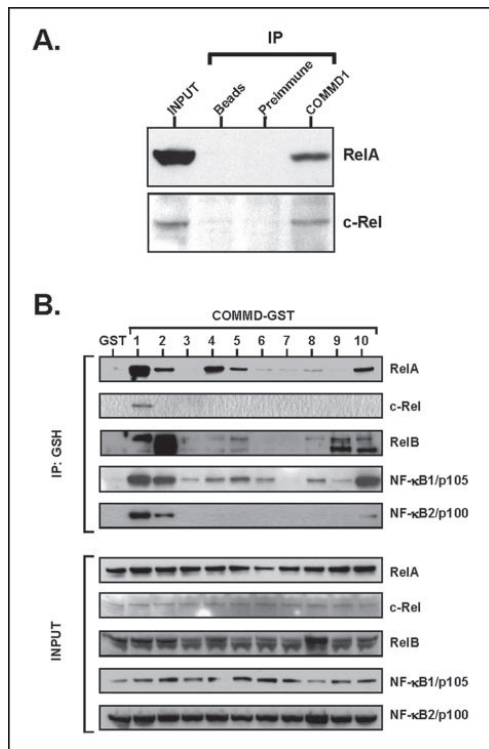 A.
IP
INPUT Beads Preimmune COMMD1
RelA
c-Rel
B.
COMMD-GST
GST 1 2 3 4 5 6 7 8 9 10
IP: GSH
RelA
c-Rel
RelB
NF-κB1/p105
NF-κB2/p100
INPUT
RelA
c-Rel
RelB
NF-κB1/p105
NF-κB2/p100